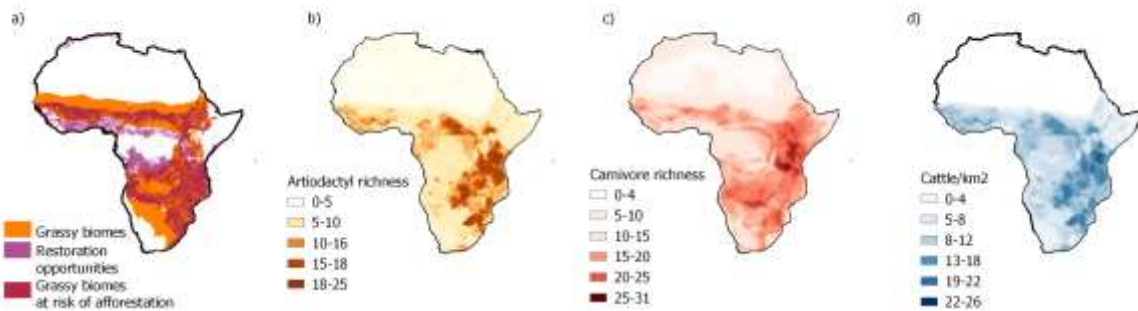 a)
Grassy biomes
Restoration
opportunities
Grassy biomes
at risk of afforestation
b)
Artiodactyl richness
0-5
5-10
10-16
15-18
18-25
c)
Carnivore richness
0-4
5-10
10-15
15-20
20-25
25-31
d)
Cattle/km2
0-4
5-8
8-12
13-18
19-22
22-26